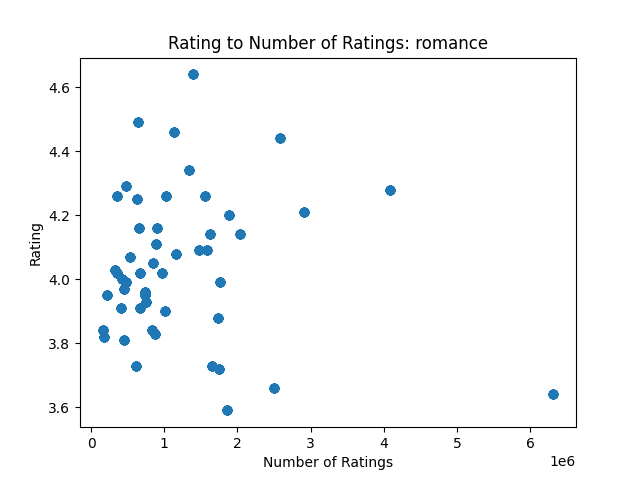 Rating to Number of Ratings: romance
4.6
4.4
4.2
4.0
3.8
3.6
Rating
0 1 2 3 4 5 6
1e6
Number of Ratings